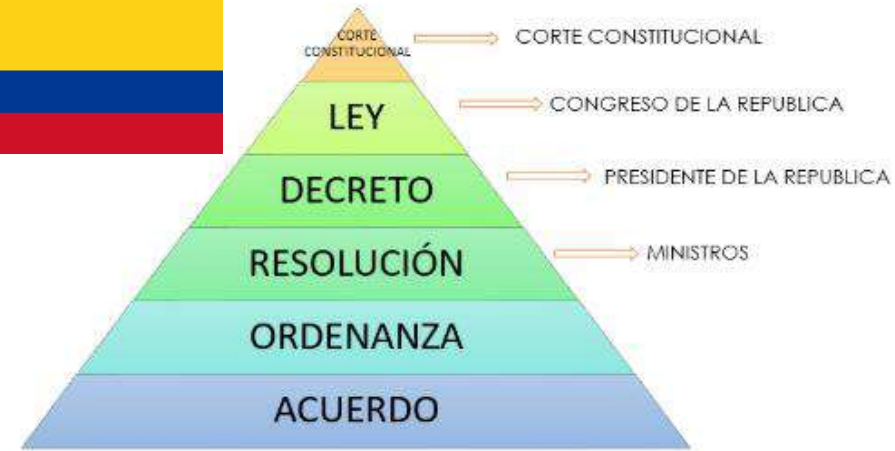 CORTE
CONSTITUCIONAL
CORTE CONSTITUCIONAL
LEY
CONGRESO DE LA REPUBLICA
DECRETO
PRESIDENTE DE LA REPUBLICA
RESOLUCIÓN
MINISTROS
ORDENANZA
ACUERDO